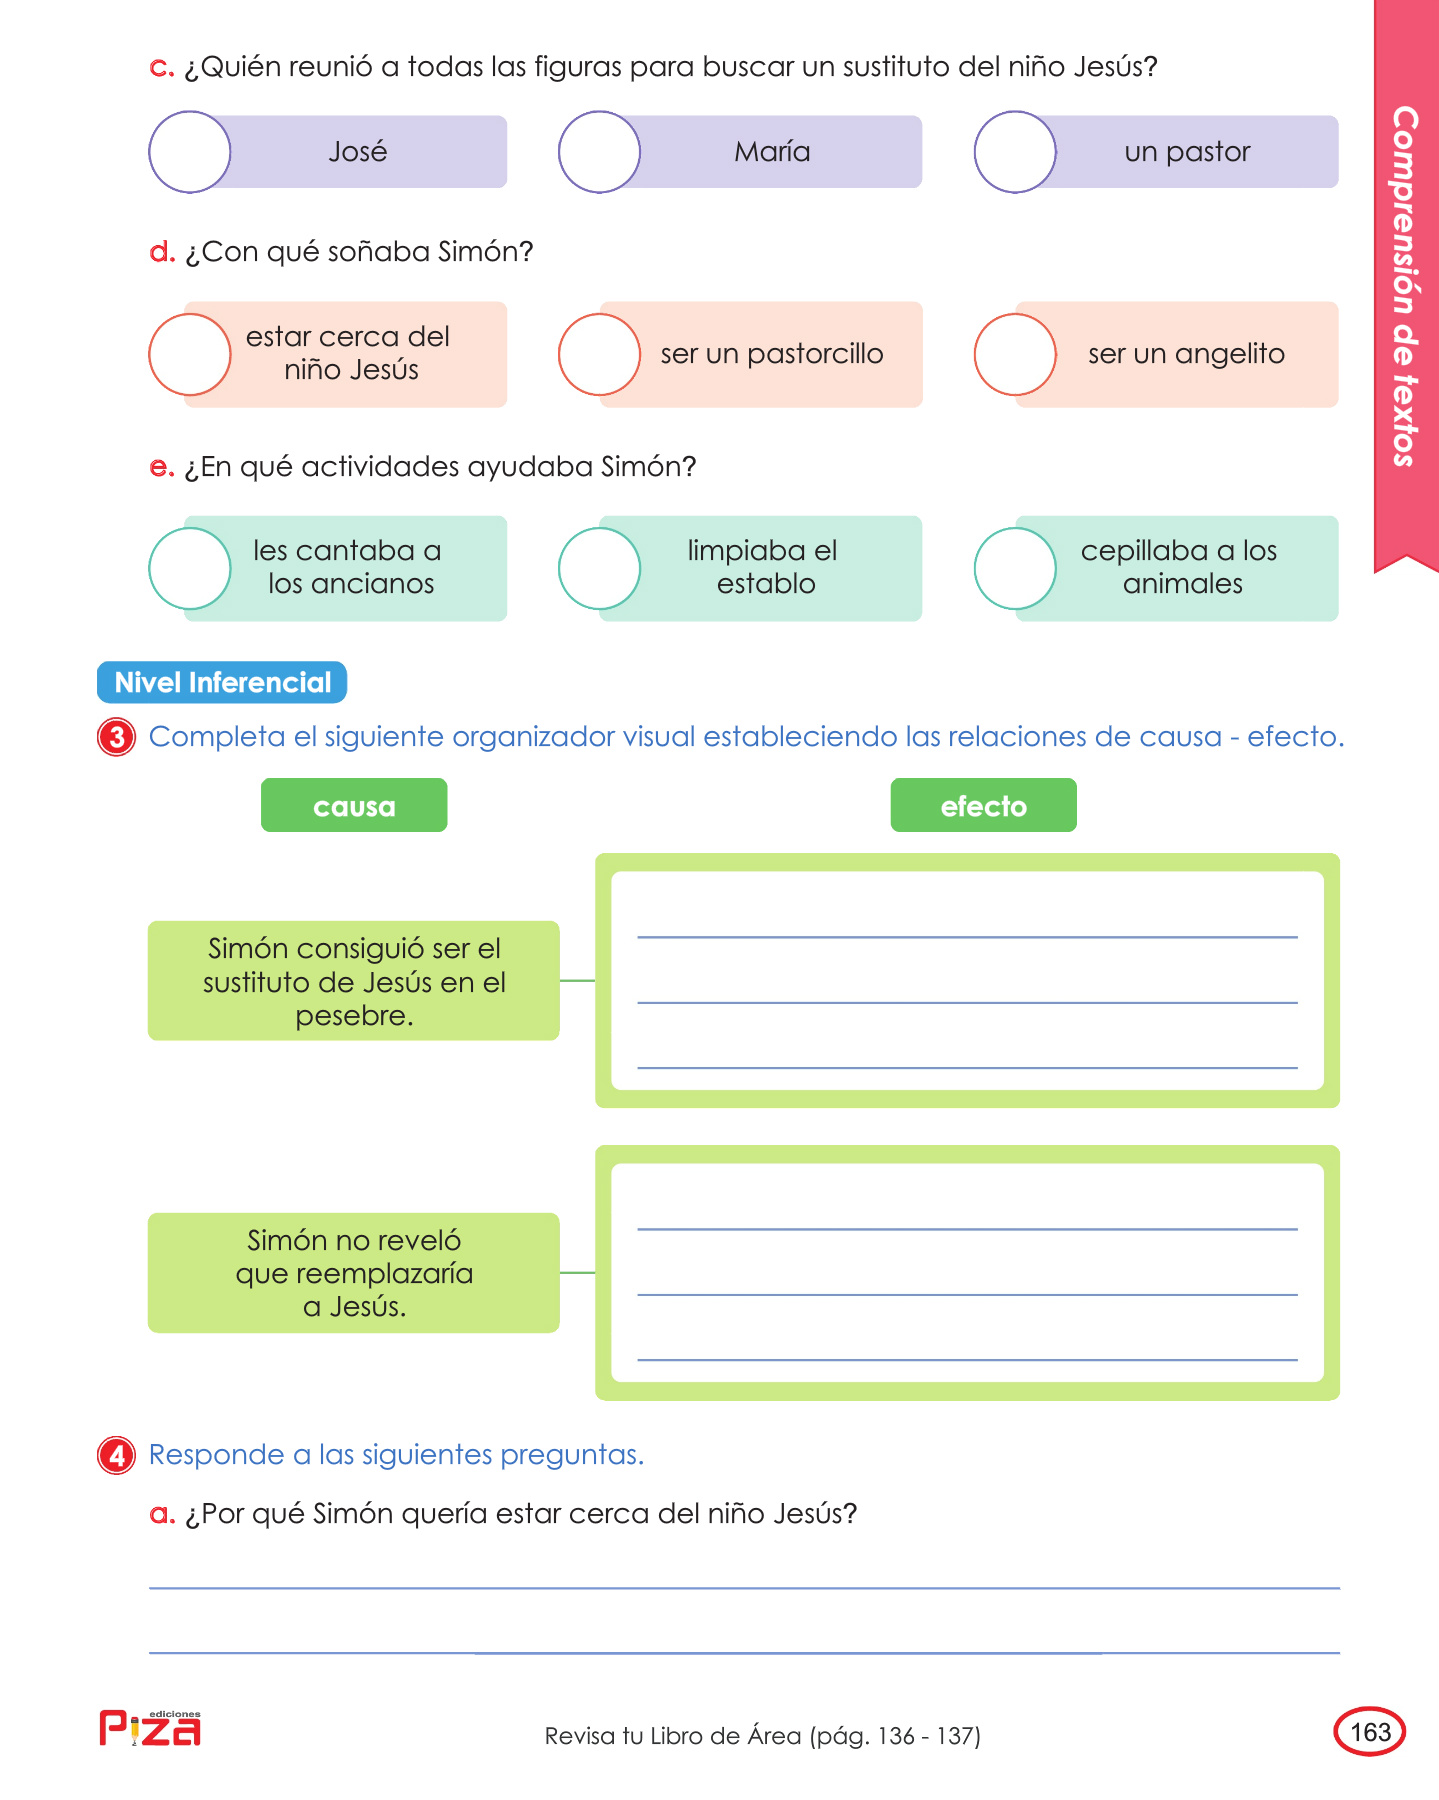 c. ¿Quién reunió a todas las figuras para buscar un sustituto del niño Jesús?
José
María
un pastor
d. ¿Con qué soñaba Simón?
estar cerca del
niño Jesús
ser un pastorcillo
ser un angelito
e. ¿En qué actividades ayudaba Simón?
les cantaba a
los ancianos
limpiaba el
establo
cepillaba a los
animales
Comprensión de textos
Nivel Inferencial
3 Completa el siguiente organizador visual estableciendo las relaciones de causa - efecto.
causa
efecto
Simón consiguió ser el
sustituto de Jesús en el
pesebre.
Simón no reveló
que reemplazaría
a Jesús.
4 Responde a las siguientes preguntas.
a. ¿Por qué Simón quería estar cerca del niño Jesús?
ediciones
Piza
Revisa tu Libro de Área (pág. 136 - 137)
163